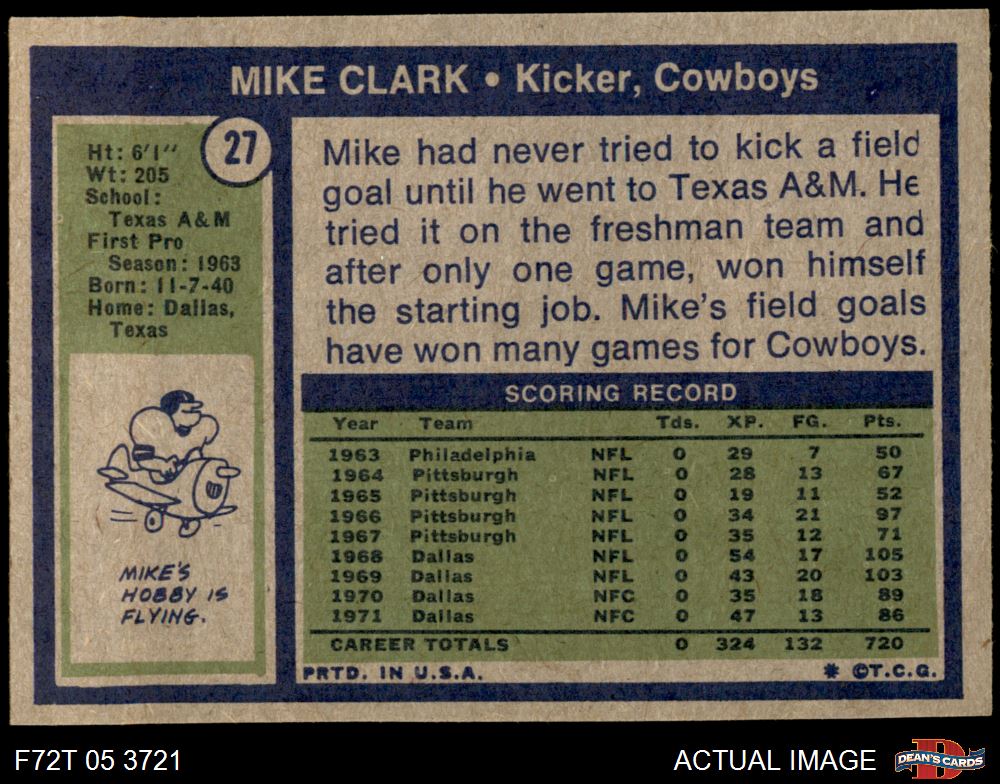 MIKE CLARK • Kicker, Cowboys
27
Ht: 6'1"
Wt: 205
School:
Texas A&M
First Pro
Season: 1963
Born: 11-7-40
Home: Dallas,
Texas
MIKE'S
HOBBY IS
FLYING.
Mike had never tried to kick a field
goal until he went to Texas A&M. He
tried it on the freshman team and
after only one game, won himself
the starting job. Mike's field goals
have won many games for Cowboys.
SCORING RECORD
Year Team Tds. XP. FG. Pts.
1963 Philadelphia NFL 0 29 7 50
1964 Pittsburgh NFL 0 28 13 67
1965 Pittsburgh NFL 0 19 11 52
1966 Pittsburgh NFL 0 34 21 97
1967 Pittsburgh NFL 0 35 12 71
1968 Dallas NFL 0 54 17 105
1969 Dallas NFL 0 43 20 103
1970 Dallas NFC 0 35 18 89
1971 Dallas NFC 0 47 13 86
CAREER TOTALS 0 324 132 720
PRTD. IN U.S.A. * ©T.C.G.
F72T 05 3721
ACTUAL IMAGE
D
DEAN'S CARDS